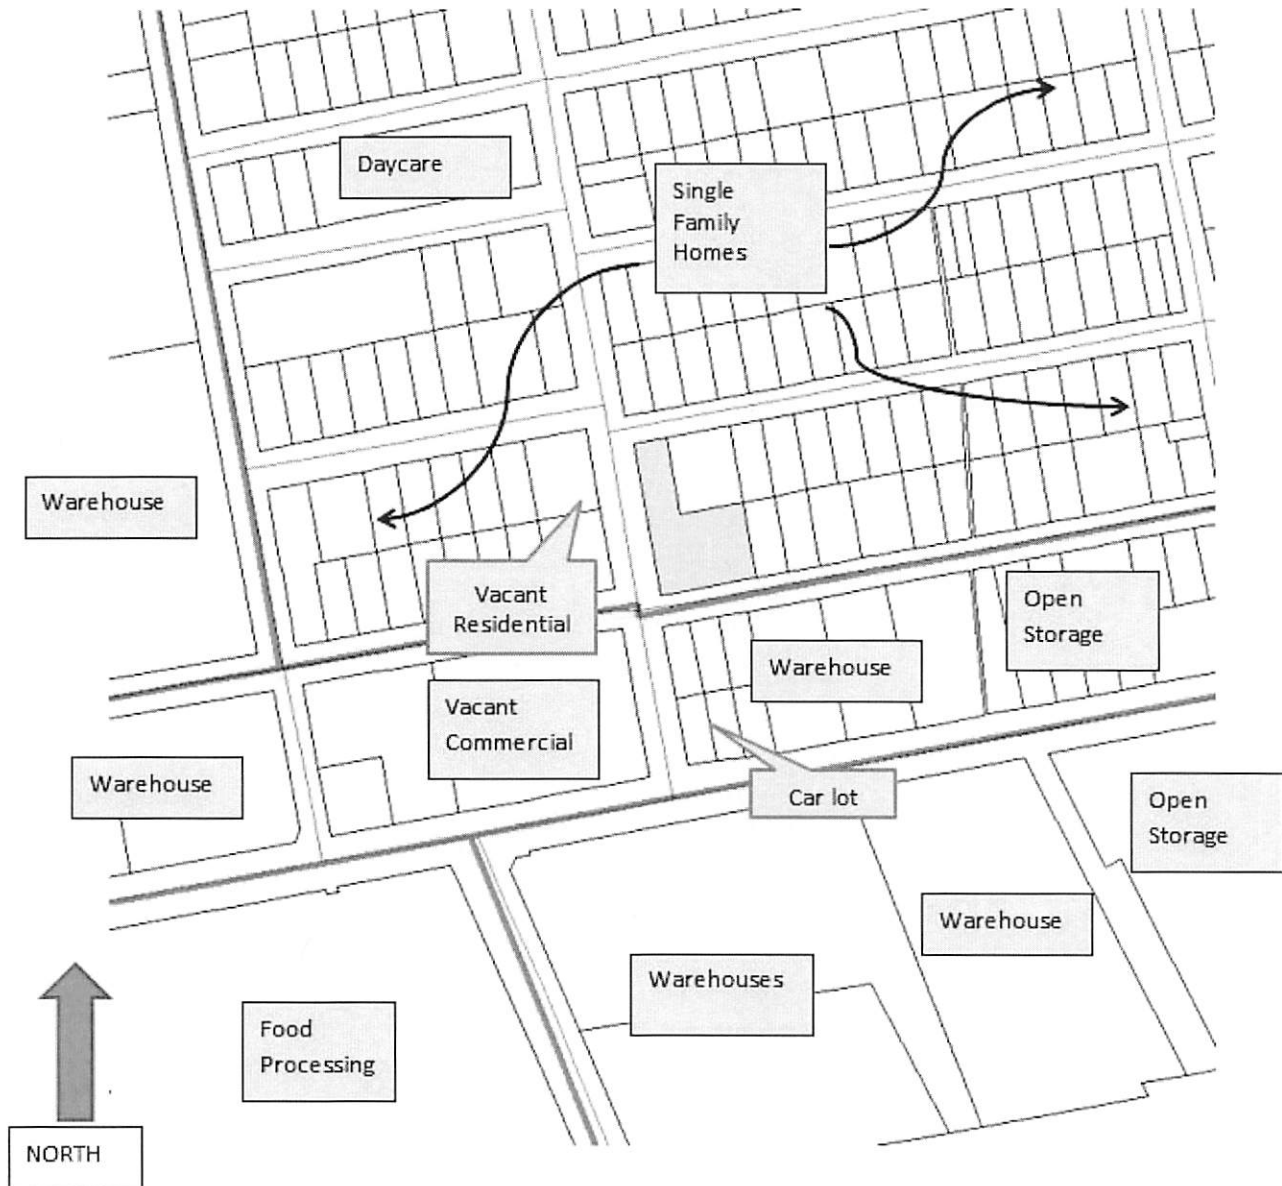 Daycare
Single
Family
Homes
Warehouse
Vacant
Residential
Open
Storage
Warehouse
Vacant
Commercial
Warehouse
Car lot
Open
Storage
Warehouse
Warehouses
Food
Processing
NORTH